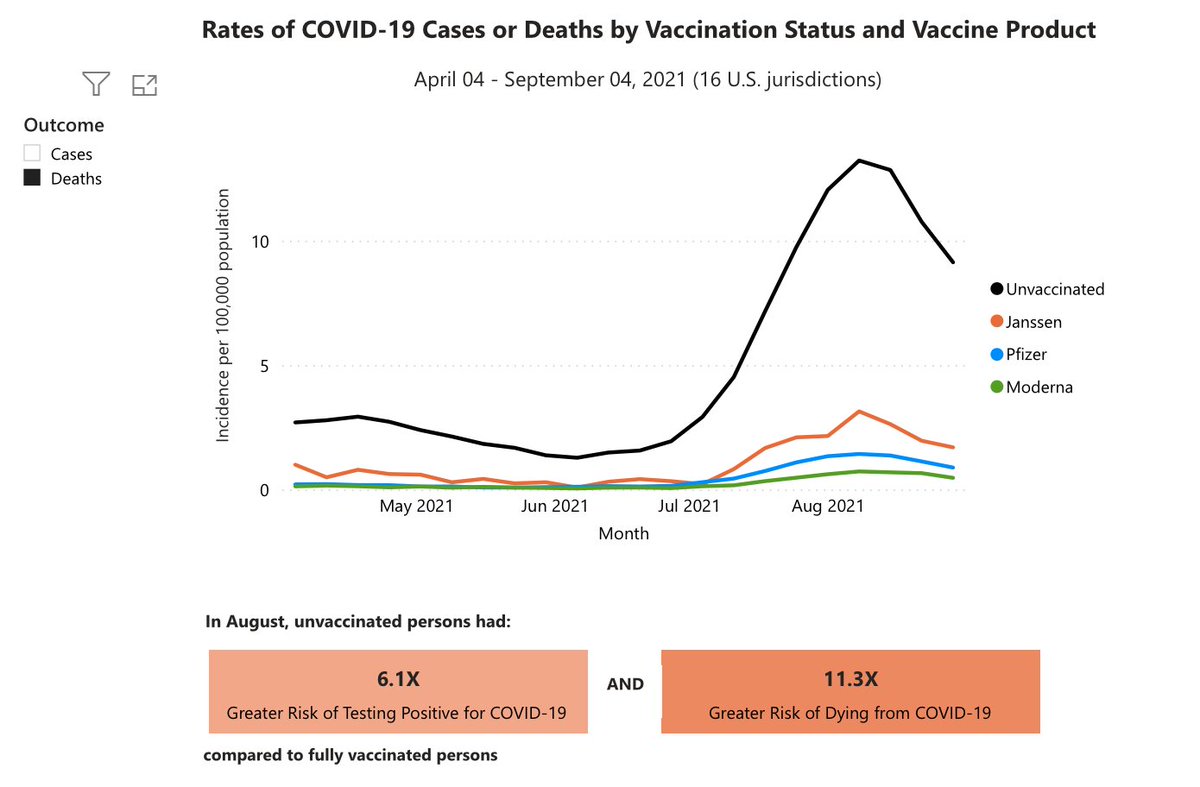 Rates of COVID-19 Cases or Deaths by Vaccination Status and Vaccine Product
April 04 - September 04, 2021 (16 U.S. jurisdictions)
Outcome
Cases
Deaths
Incidence per 100,000 population
10
5
0
May 2021
Jun 2021
Jul 2021
Aug 2021
Month
Unvaccinated
Janssen
Pfizer
Moderna
In August, unvaccinated persons had:
6.1X
Greater Risk of Testing Positive for COVID-19
AND
11.3X
Greater Risk of Dying from COVID-19
compared to fully vaccinated persons